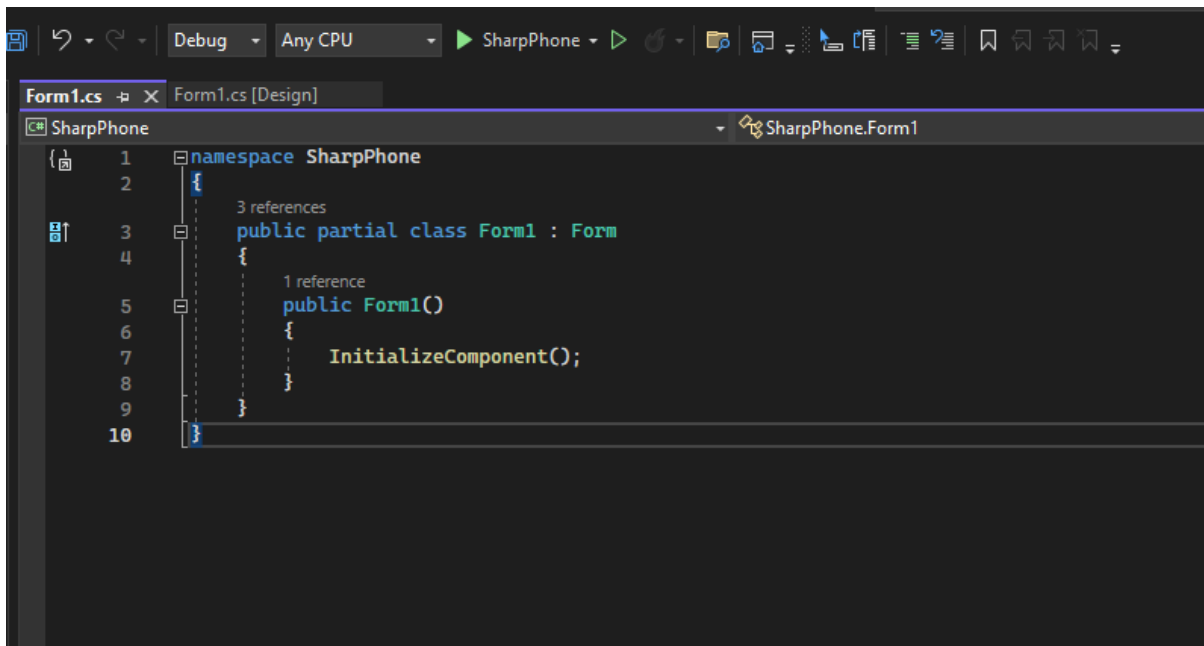 Debug Any CPU SharpPhone
Form1.cs Form1.cs [Design]
C# SharpPhone SharpPhone.Form1
1 namespace SharpPhone
2 {
3 references
3 public partial class Form1 : Form
4 {
1 reference
5 public Form1()
6 {
7 InitializeComponent();
8 }
9 }
10 }